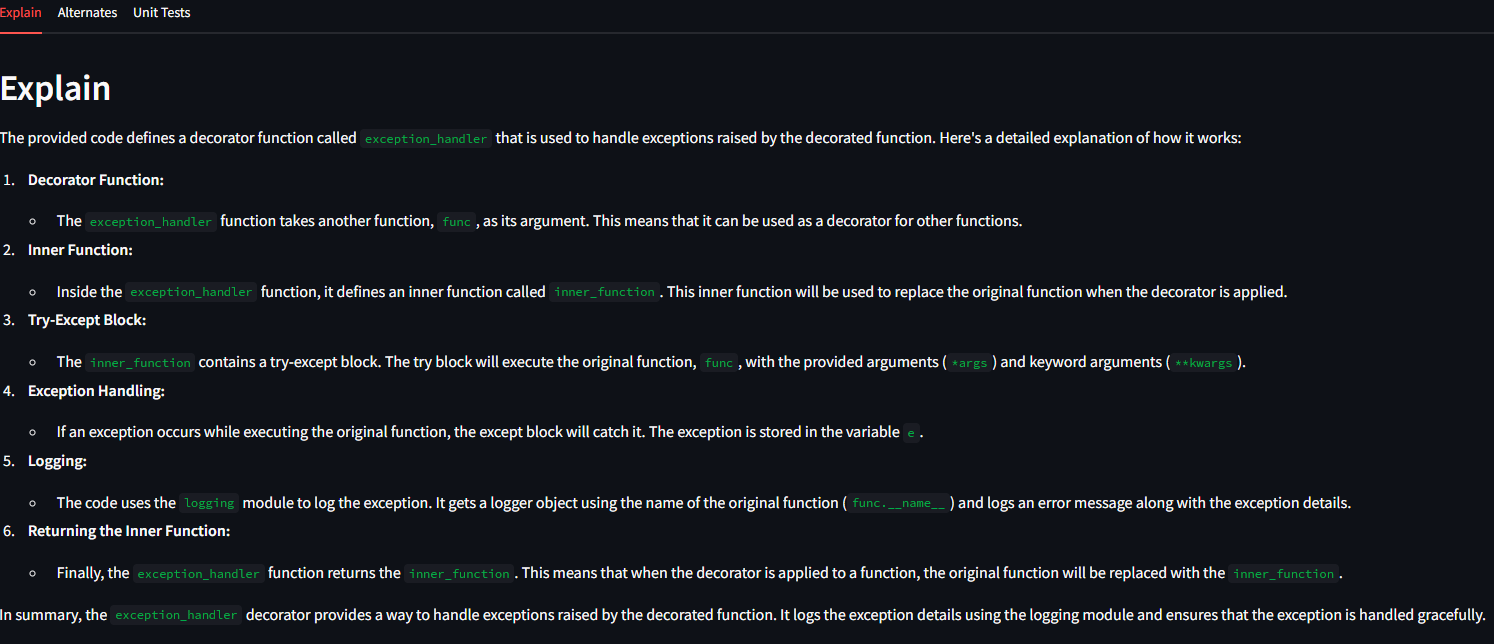 Explain Alternates Unit Tests
Explain
The provided code defines a decorator function called exception_handler that is used to handle exceptions raised by the decorated function. Here's a detailed explanation of how it works:
1. Decorator Function:
◦ The exception_handler function takes another function, func, as its argument. This means that it can be used as a decorator for other functions.
2. Inner Function:
◦ Inside the exception_handler function, it defines an inner function called inner_function. This inner function will be used to replace the original function when the decorator is applied.
3. Try-Except Block:
◦ The inner_function contains a try-except block. The try block will execute the original function, func, with the provided arguments (*args) and keyword arguments (**kwargs).
4. Exception Handling:
◦ If an exception occurs while executing the original function, the except block will catch it. The exception is stored in the variable e.
5. Logging:
◦ The code uses the logging module to log the exception. It gets a logger object using the name of the original function (func.__name__) and logs an error message along with the exception details.
6. Returning the Inner Function:
◦ Finally, the exception_handler function returns the inner_function. This means that when the decorator is applied to a function, the original function will be replaced with the inner_function.
In summary, the exception_handler decorator provides a way to handle exceptions raised by the decorated function. It logs the exception details using the logging module and ensures that the exception is handled gracefully.